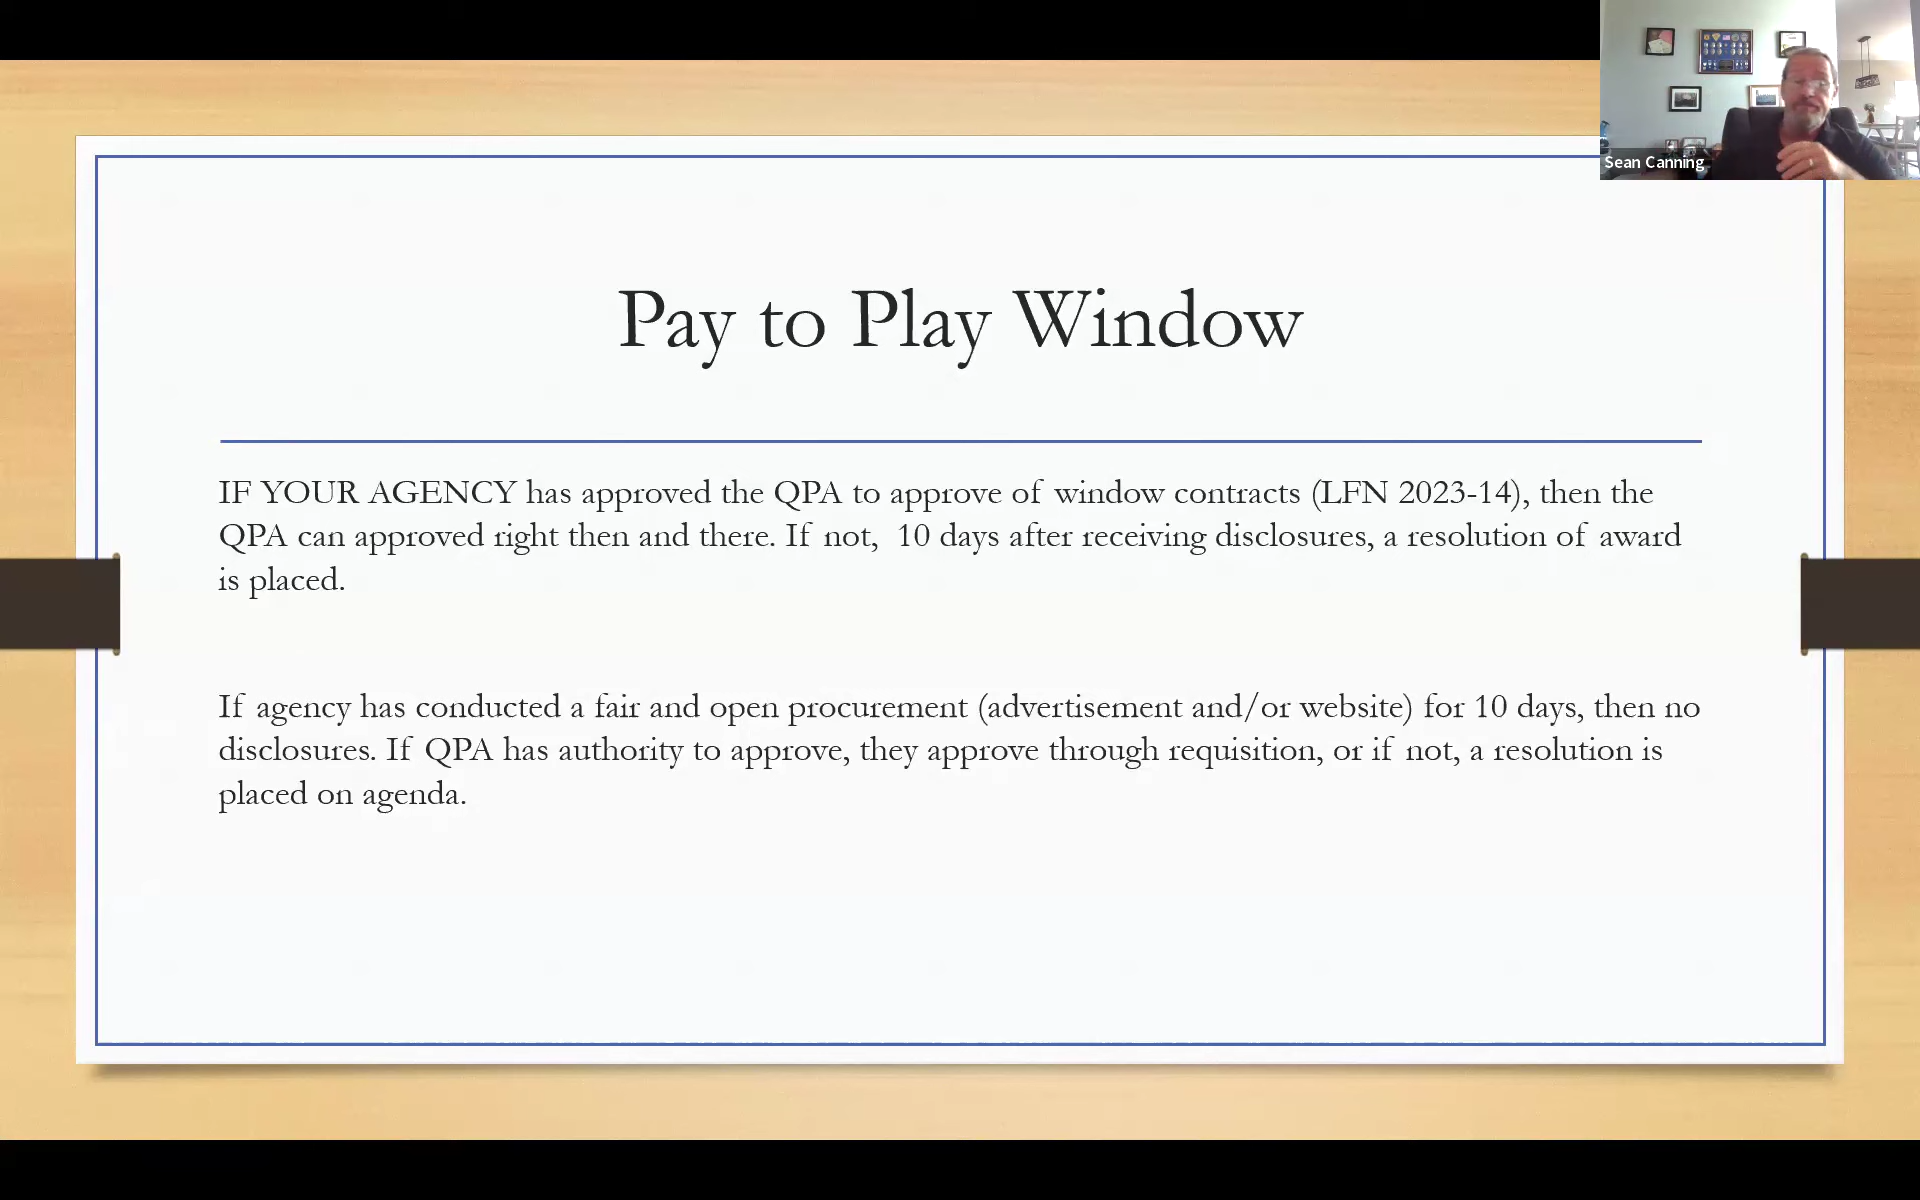 Sean Canning
Pay to Play Window
IF YOUR AGENCY has approved the QPA to approve of window contracts (LFN 2023-14), then the
QPA can approved right then and there. If not, 10 days after receiving disclosures, a resolution of award
is placed.
If agency has conducted a fair and open procurement (advertisement and/or website) for 10 days, then no
disclosures. If QPA has authority to approve, they approve through requisition, or if not, a resolution is
placed on agenda.